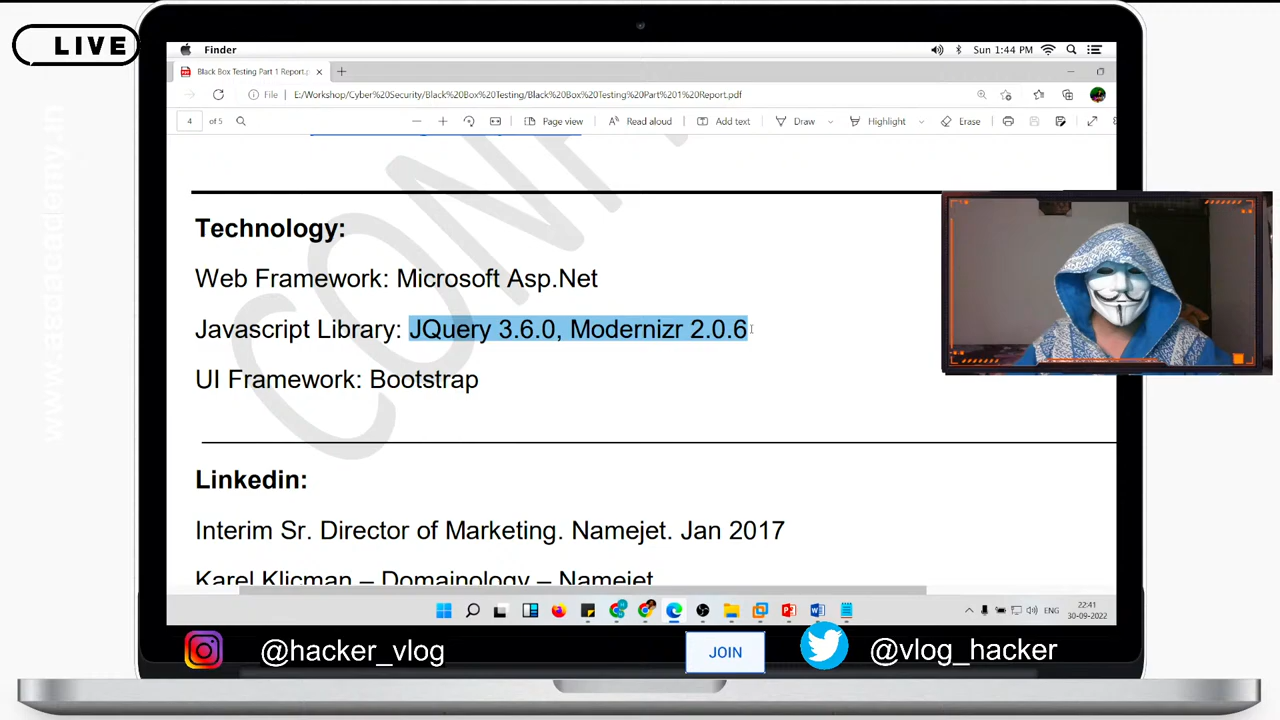 LIVE
Finder
Sun 1:44 PM
Black Box Testing Part 1 Report.p
File
E:/Workshop/Cyber%20Security/Black%20Box%20Testing/Black%20Box%20Testing%20Part%201%20Report.pdf
4
of 5
Page view
Read aloud
Add text
Draw
Highlight
Erase
CONF
Technology:
Web Framework: Microsoft Asp.Net
Javascript Library: JQuery 3.6.0, Modernizr 2.0.6
UI Framework: Bootstrap
Linkedin:
Interim Sr. Director of Marketing. Namejet. Jan 2017
Karel Klicman – Domainology – Namejet
ENG
22:41
30-09-2022
@hacker_vlog
JOIN
@vlog_hacker
www.aedacademy.in